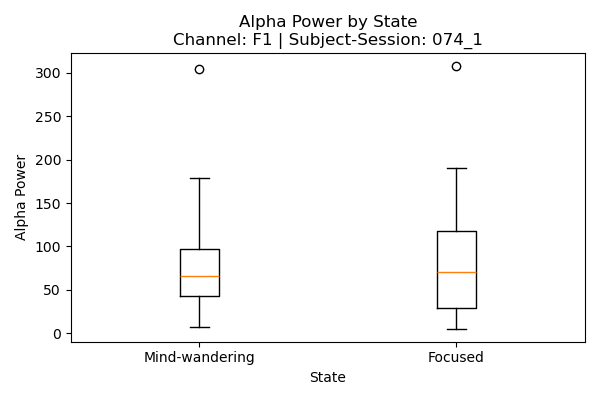 Alpha Power by State
Channel: F1 | Subject-Session: 074_1
300
250
200
150
100
50
0
Alpha Power
Mind-wandering
Focused
State